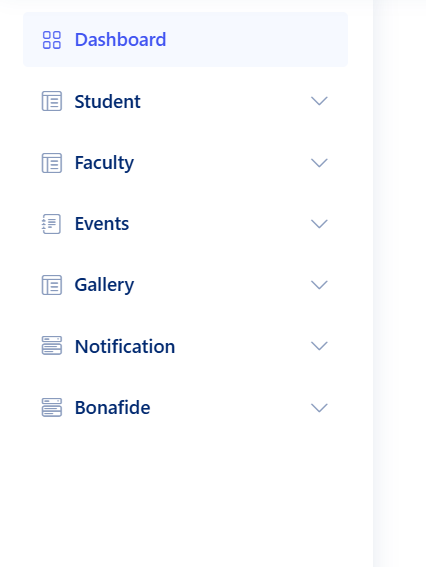 Dashboard
Student
Faculty
Events
Gallery
Notification
Bonafide